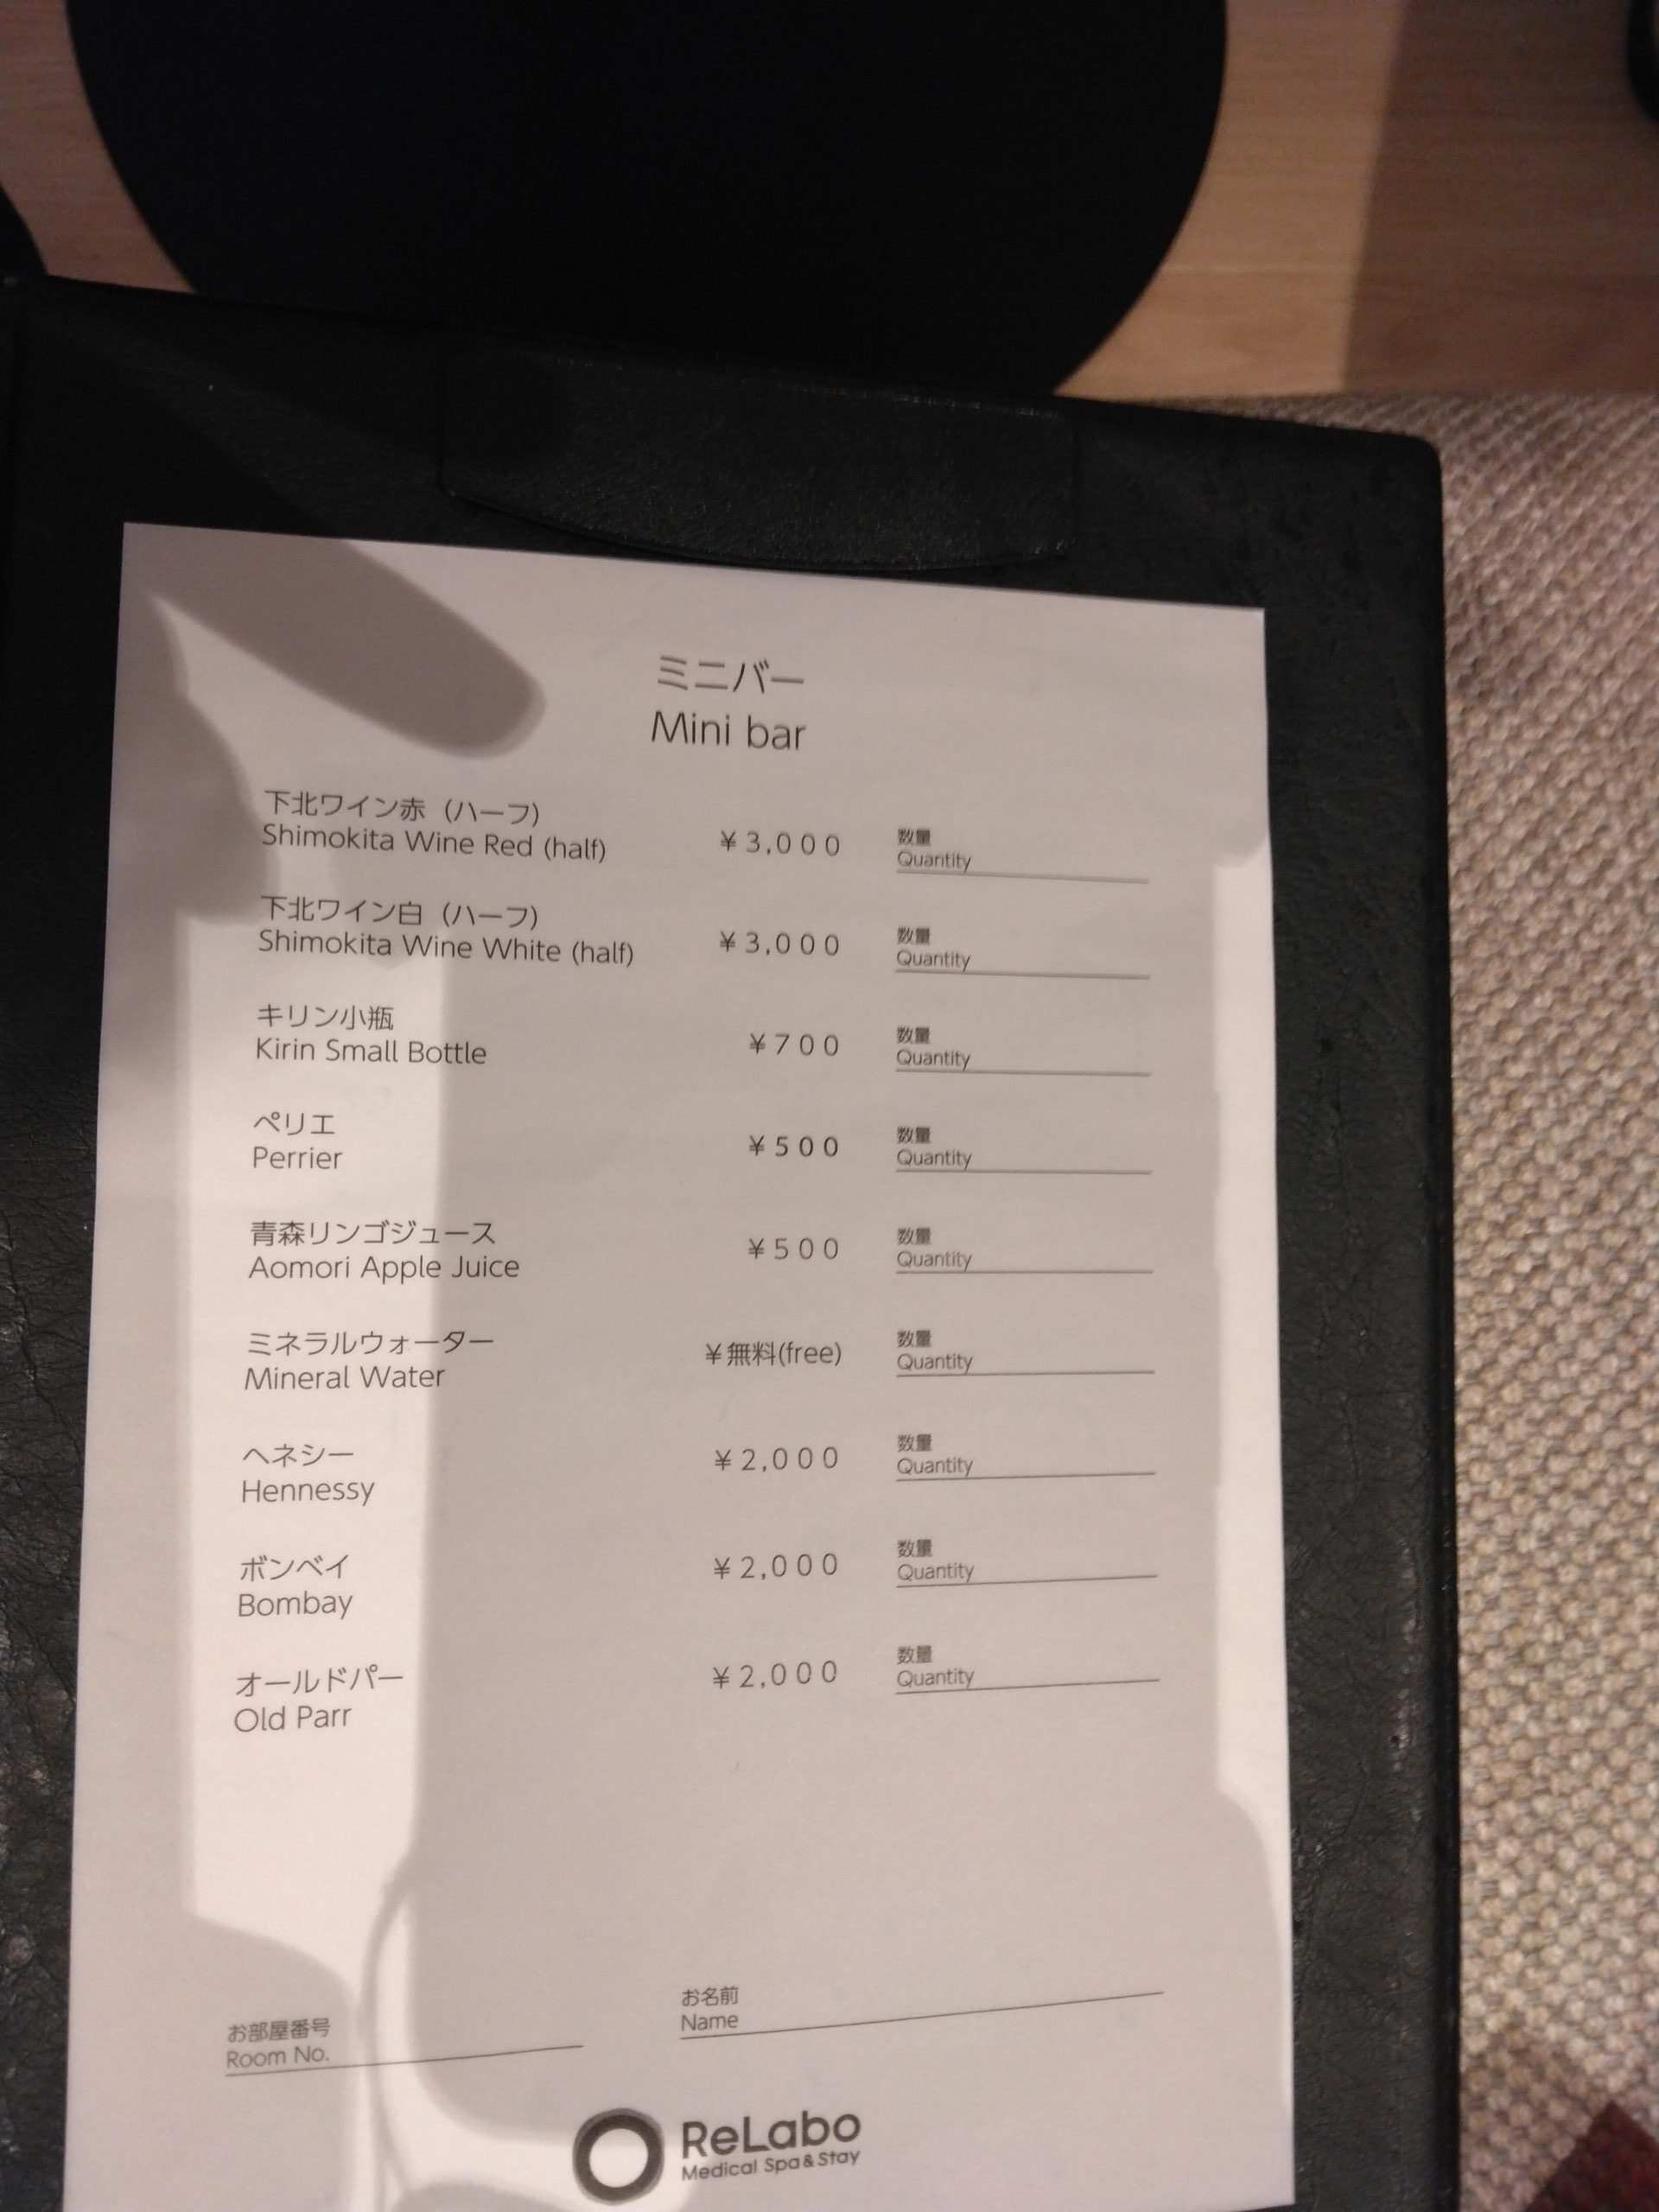 ミニバー
Mini bar
下北ワイン赤（ハーフ）
Shimokita Wine Red (half) ￥3,000 数量 Quantity
下北ワイン白（ハーフ）
Shimokita Wine White (half) ￥3,000 数量 Quantity
キリン小瓶
Kirin Small Bottle ￥700 数量 Quantity
ペリエ
Perrier ￥500 数量 Quantity
青森リンゴジュース
Aomori Apple Juice ￥500 数量 Quantity
ミネラルウォーター
Mineral Water ￥無料(free) 数量 Quantity
ヘネシー
Hennessy ￥2,000 数量 Quantity
ボンベイ
Bombay ￥2,000 数量 Quantity
オールドパー
Old Parr ￥2,000 数量 Quantity
お部屋番号
Room No.
お名前
Name
ReLabo
Medical Spa&Stay